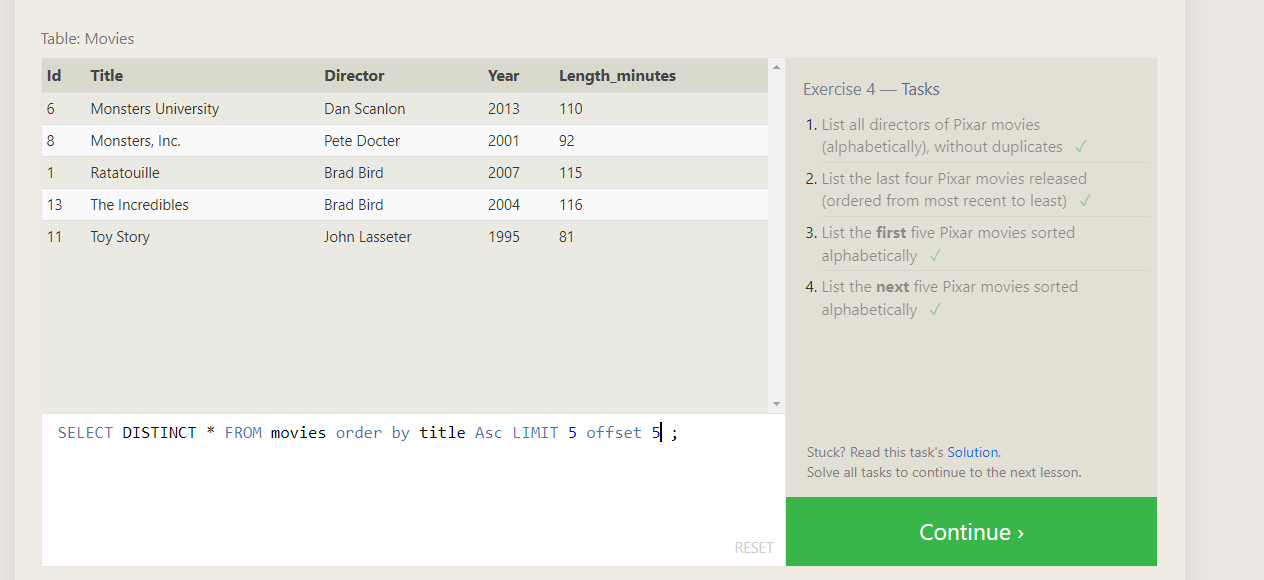 Table: Movies
Id Title Director Year Length_minutes
6 Monsters University Dan Scanlon 2013 110
8 Monsters, Inc. Pete Docter 2001 92
1 Ratatouille Brad Bird 2007 115
13 The Incredibles Brad Bird 2004 116
11 Toy Story John Lasseter 1995 81
SELECT DISTINCT * FROM movies order by title Asc LIMIT 5 offset 5 ;
RESET
Exercise 4 — Tasks
1. List all directors of Pixar movies
(alphabetically), without duplicates ✓
2. List the last four Pixar movies released
(ordered from most recent to least) ✓
3. List the first five Pixar movies sorted
alphabetically ✓
4. List the next five Pixar movies sorted
alphabetically ✓
Stuck? Read this task's Solution.
Solve all tasks to continue to the next lesson.
Continue ›